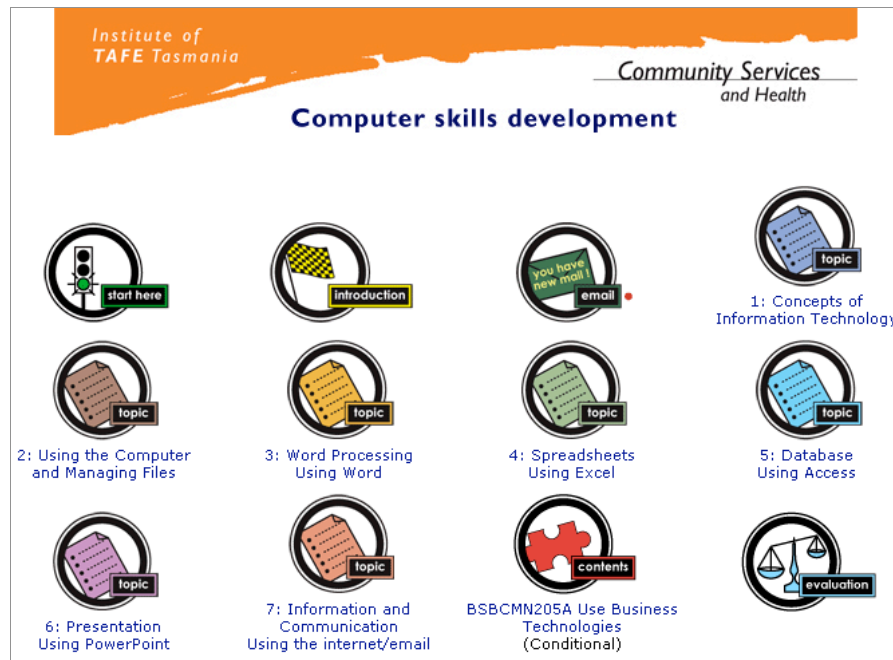 Institute of
TAFE Tasmania
Community Services
and Health
Computer skills development
start here
introduction
you have
new mail !
email
topic
1: Concepts of
Information Technology
topic
2: Using the Computer
and Managing Files
topic
3: Word Processing
Using Word
topic
4: Spreadsheets
Using Excel
topic
5: Database
Using Access
topic
6: Presentation
Using PowerPoint
topic
7: Information and
Communication
Using the internet/email
contents
BSBCMN205A Use Business
Technologies
(Conditional)
evaluation